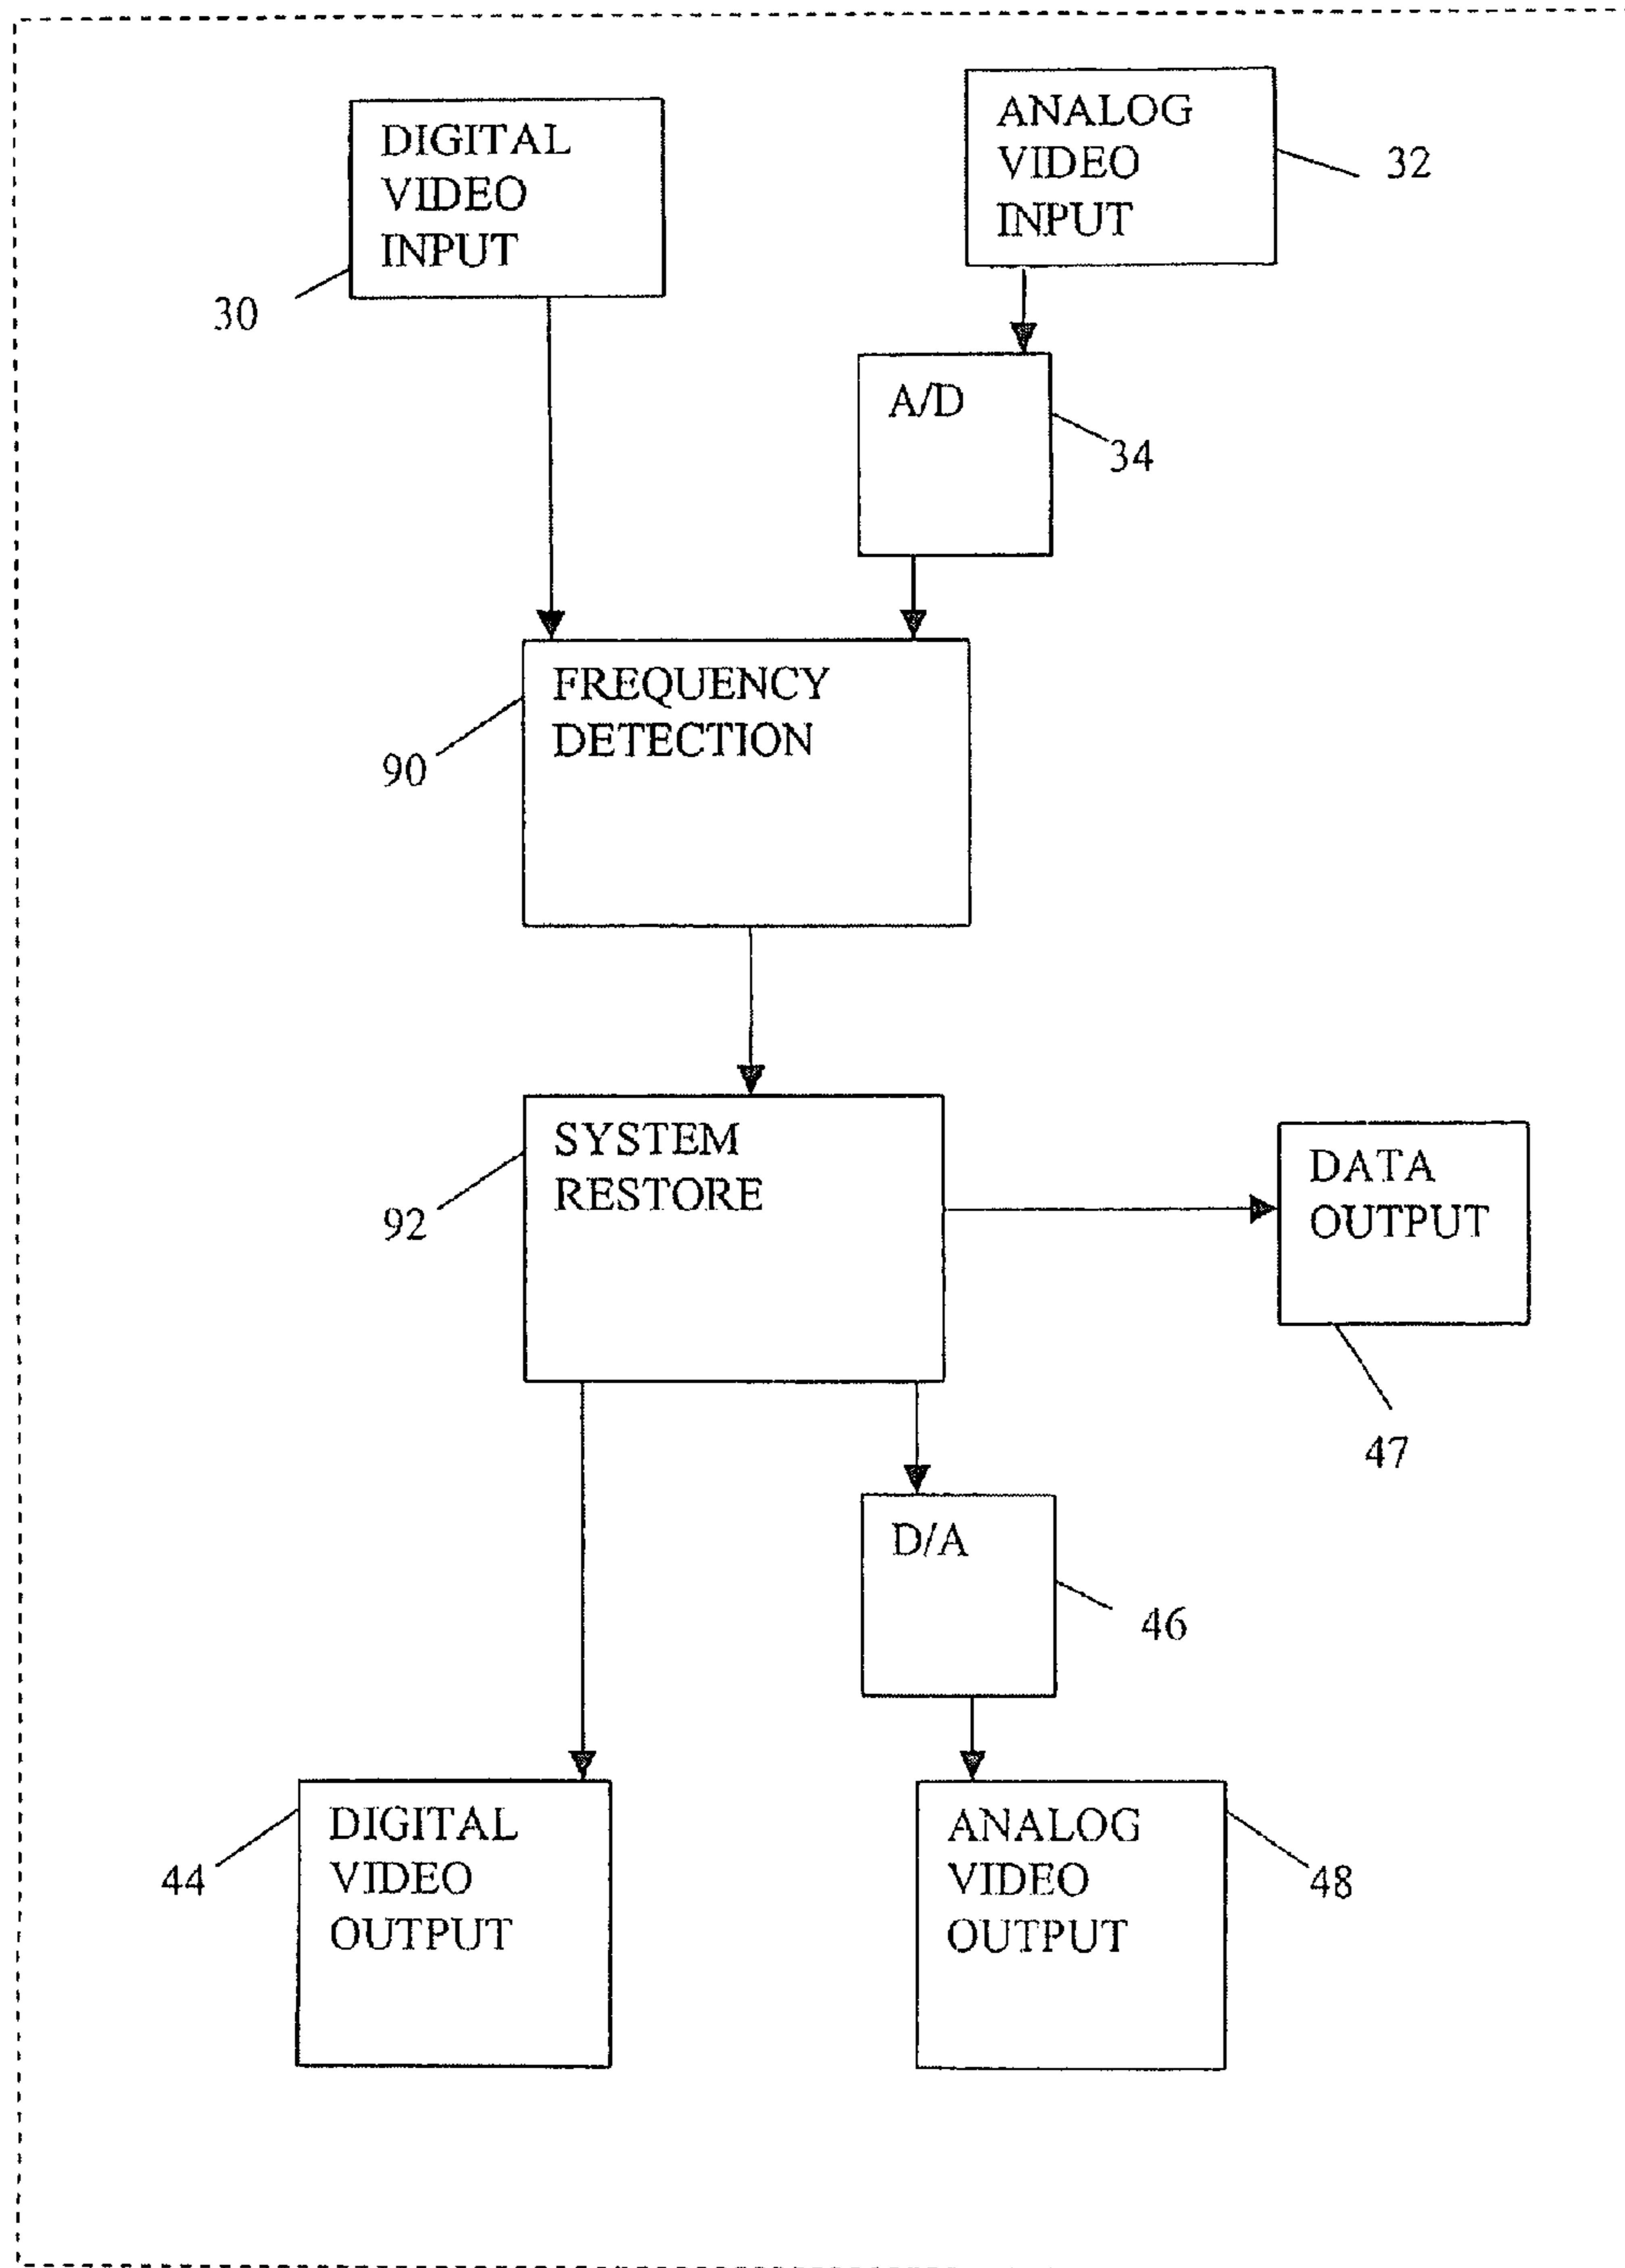 DIGITAL
VIDEO
INPUT
30
ANALOG
VIDEO
INPUT
32
A/D
34
FREQUENCY
DETECTION
90
SYSTEM
RESTORE
92
DATA
OUTPUT
47
D/A
46
DIGITAL
VIDEO
OUTPUT
44
ANALOG
VIDEO
OUTPUT
48